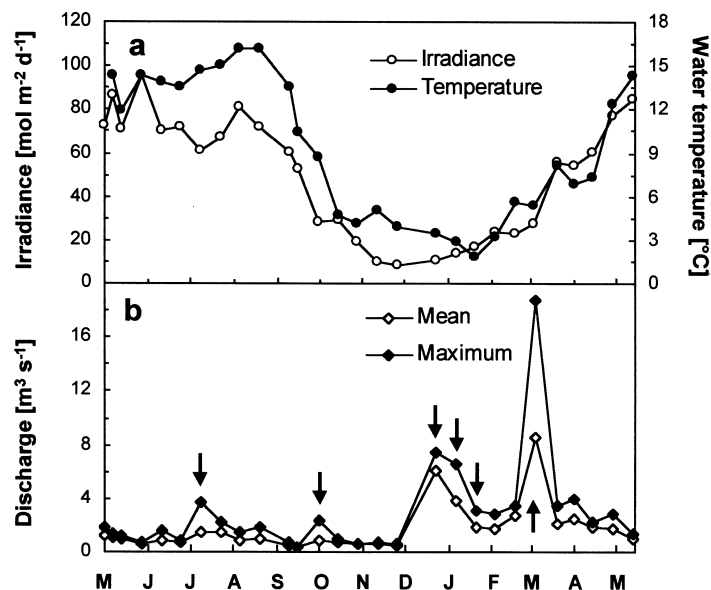 a
Irradiance
Temperature
Irradiance [mol m⁻² d⁻¹]
120
100
80
60
40
20
0
18
15
12
9
6
3
0
Water temperature [°C]
b
Mean
Maximum
Discharge [m³ s⁻¹]
16
12
8
4
0
M J J A S O N D J F M A M